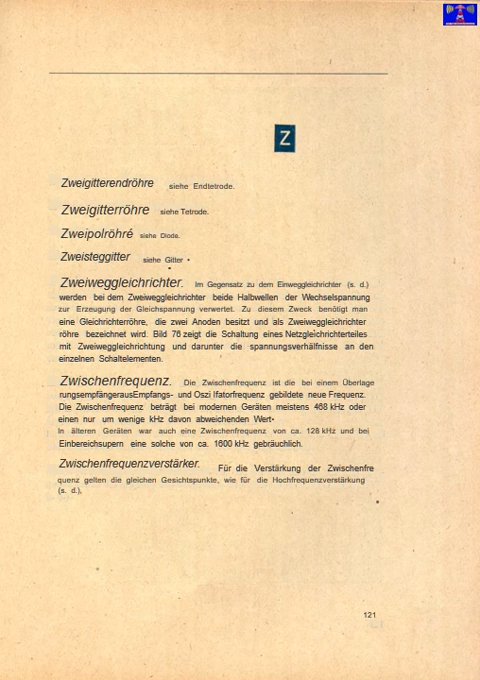 Z
Zweigitterendröhre siehe Endtetrode.
Zweigitterröhre siehe Tetrode.
Zweipolröhré siehe Diode.
Zweisteggitter siehe Gitter •
Zweiweggleichrichter. Im Gegensatz zu dem Einweggleichrichter (s. d.)
werden bei dem Zweiweggleichrichter beide Halbwellen der Wechselspannung
zur Erzeugung der Gleichspannung verwertet. Zu diesem Zweck benötigt man
eine Gleichrichterröhre, die zwei Anoden besitzt und als Zweiweggleichrichter
röhre bezeichnet wird. Bild 76 zeigt die Schaltung eines Netzgleichrichterteiles
mit Zweiweggleichrichtung und darunter die spannungsverhältnisse an den
einzelnen Schaltelementen.
Zwischenfrequenz. Die Zwischenfrequenz ist die bei einem Überlage
rungsempfängerausEmpfangs- und Oszi lfatorfrequenz gebildete neue Frequenz.
Die Zwischenfrequenz beträgt bei modernen Geräten meistens 468 kHz oder
einen nur um wenige kHz davon abweichenden Wert•
In älteren Geräten war auch eine Zwischenfrequenz von ca. 128 kHz und bei
Einbereichsupern eine solche von ca. 1600 kHz gebräuchlich.
Zwischenfrequenzverstärker. Für die Verstärkung der Zwischenfre
quenz gelten die gleichen Gesichtspunkte, wie für die Hochfrequenzverstärkung
(s. d.),
121